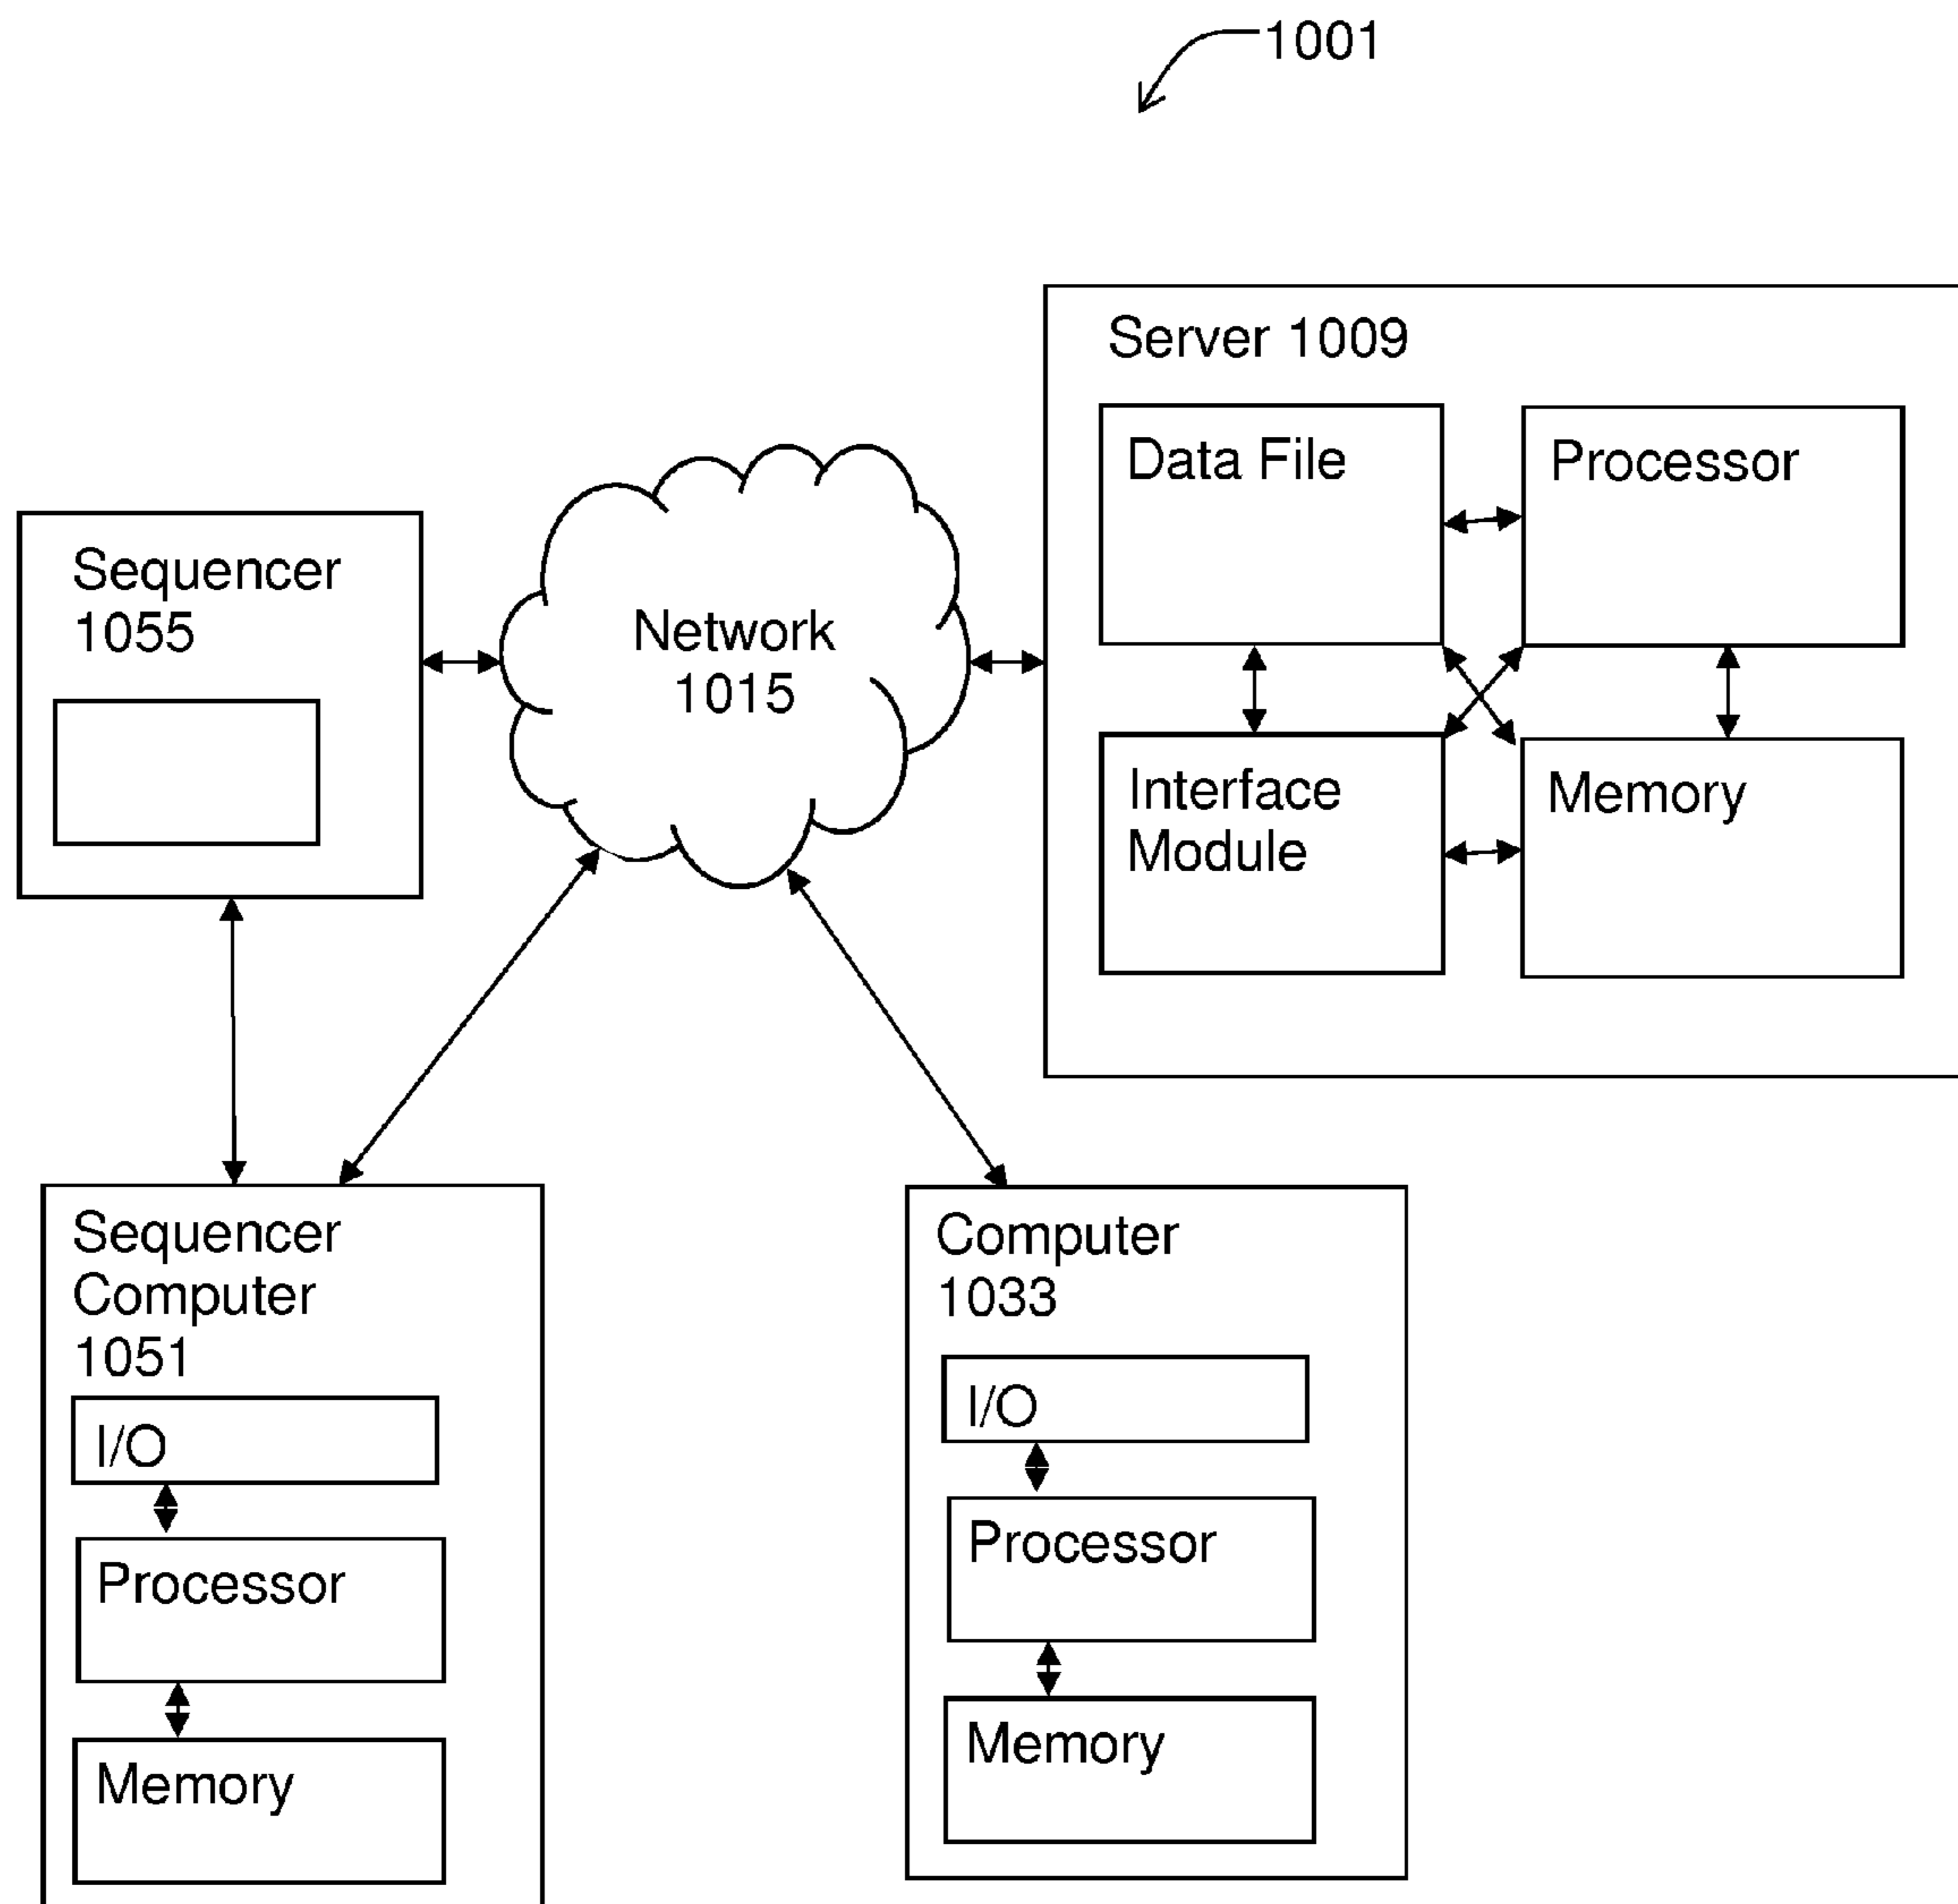 1001
Server 1009
Data File
Processor
Interface
Module
Memory
Sequencer
1055
Network
1015
Sequencer
Computer
1051
I/O
Processor
Memory
Computer
1033
I/O
Processor
Memory